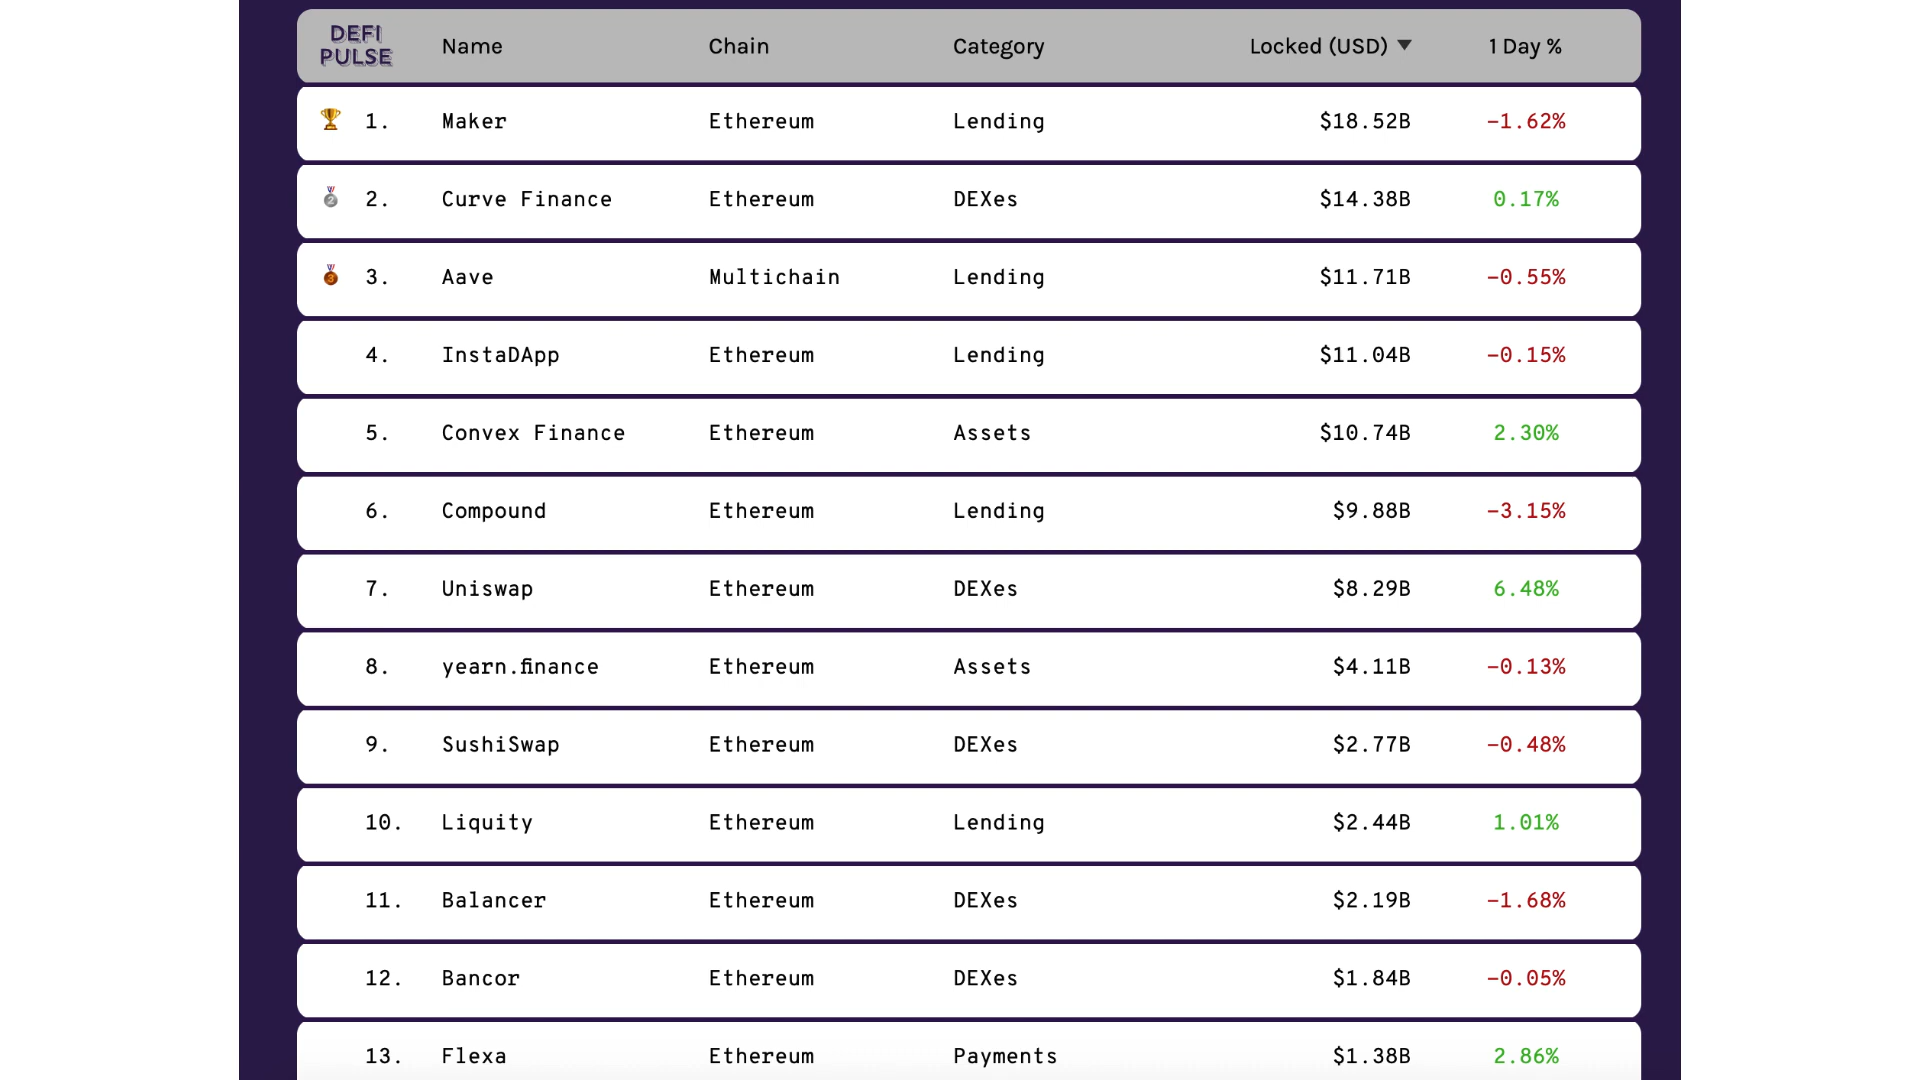 DEFI PULSE Name Chain Category Locked (USD) ▼ 1 Day %
1. Maker Ethereum Lending $18.52B -1.62%
2. Curve Finance Ethereum DEXes $14.38B 0.17%
3. Aave Multichain Lending $11.71B -0.55%
4. InstaDApp Ethereum Lending $11.04B -0.15%
5. Convex Finance Ethereum Assets $10.74B 2.30%
6. Compound Ethereum Lending $9.88B -3.15%
7. Uniswap Ethereum DEXes $8.29B 6.48%
8. yearn.finance Ethereum Assets $4.11B -0.13%
9. SushiSwap Ethereum DEXes $2.77B -0.48%
10. Liquity Ethereum Lending $2.44B 1.01%
11. Balancer Ethereum DEXes $2.19B -1.68%
12. Bancor Ethereum DEXes $1.84B -0.05%
13. Flexa Ethereum Payments $1.38B 2.86%